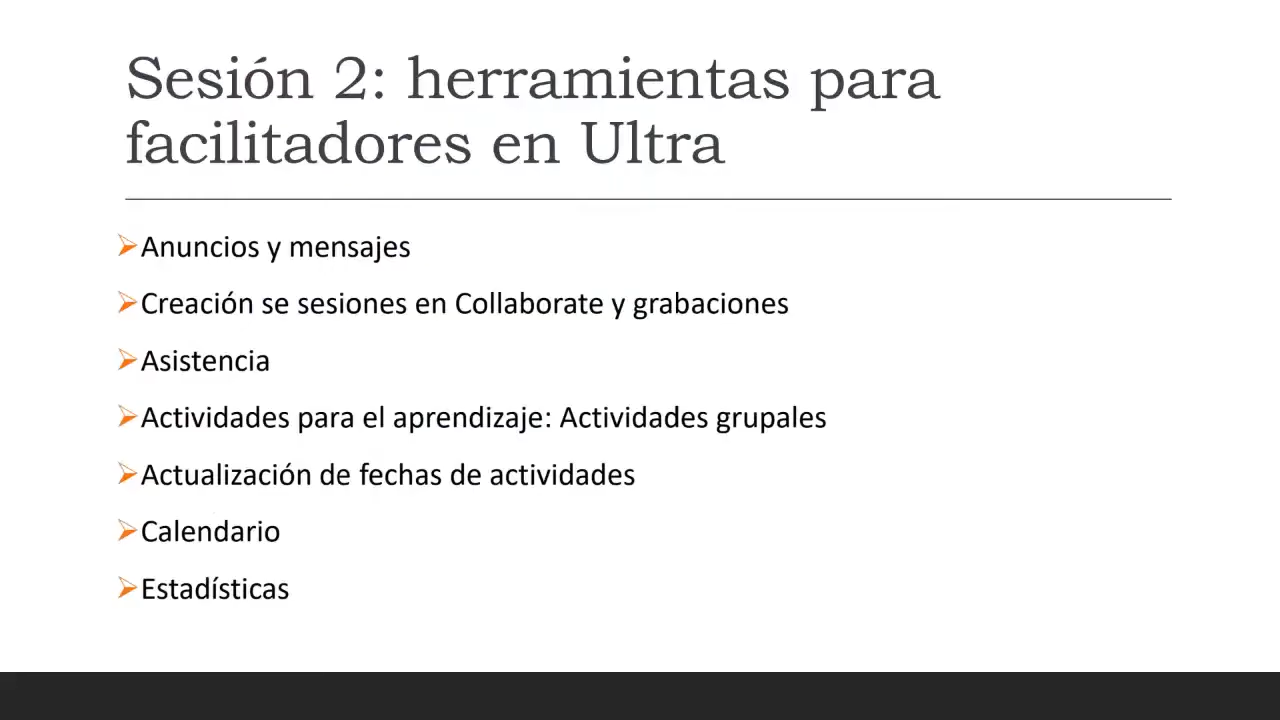 Sesión 2: herramientas para
facilitadores en Ultra
Anuncios y mensajes
Creación se sesiones en Collaborate y grabaciones
Asistencia
Actividades para el aprendizaje: Actividades grupales
Actualización de fechas de actividades
Calendario
Estadísticas